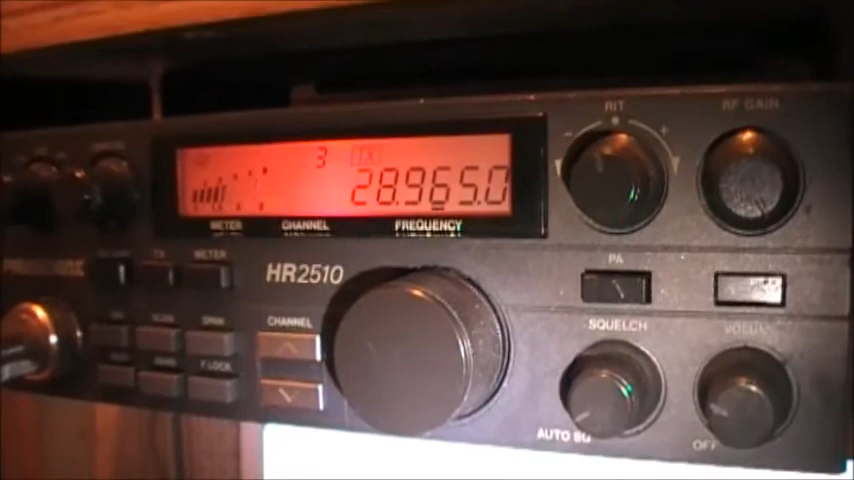 RIT
RF GAIN
- +
3 TX
28.965.0
METER CHANNEL FREQUENCY
TX METER
HR2510
PA
CHANNEL
SQUELCH
VOLUME
SCAN SPAN
F.LOCK
AUTO SQ
OFF